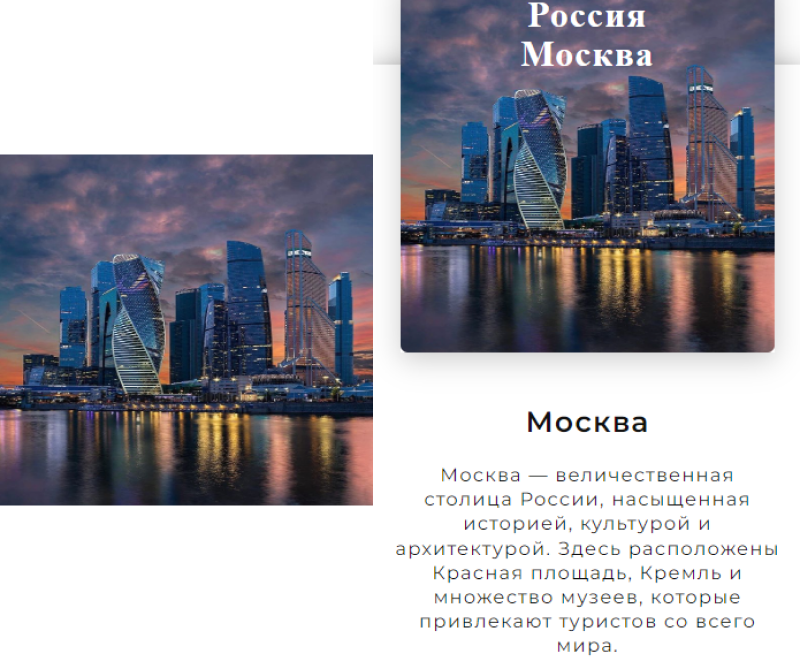 Россия
Москва
Москва
Москва — величественная
столица России, насыщенная
историей, культурой и
архитектурой. Здесь расположены
Красная площадь, Кремль и
множество музеев, которые
привлекают туристов со всего
мира.